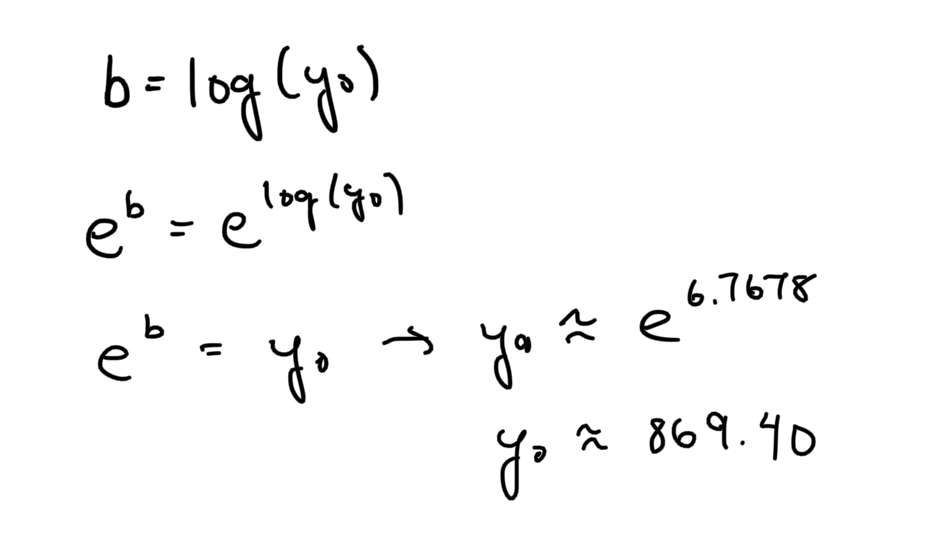 b = log(y₀)
e^b = e^log(y₀)
e^b = y₀ → y₀ ≈ e^6.7678
y₀ ≈ 869.40